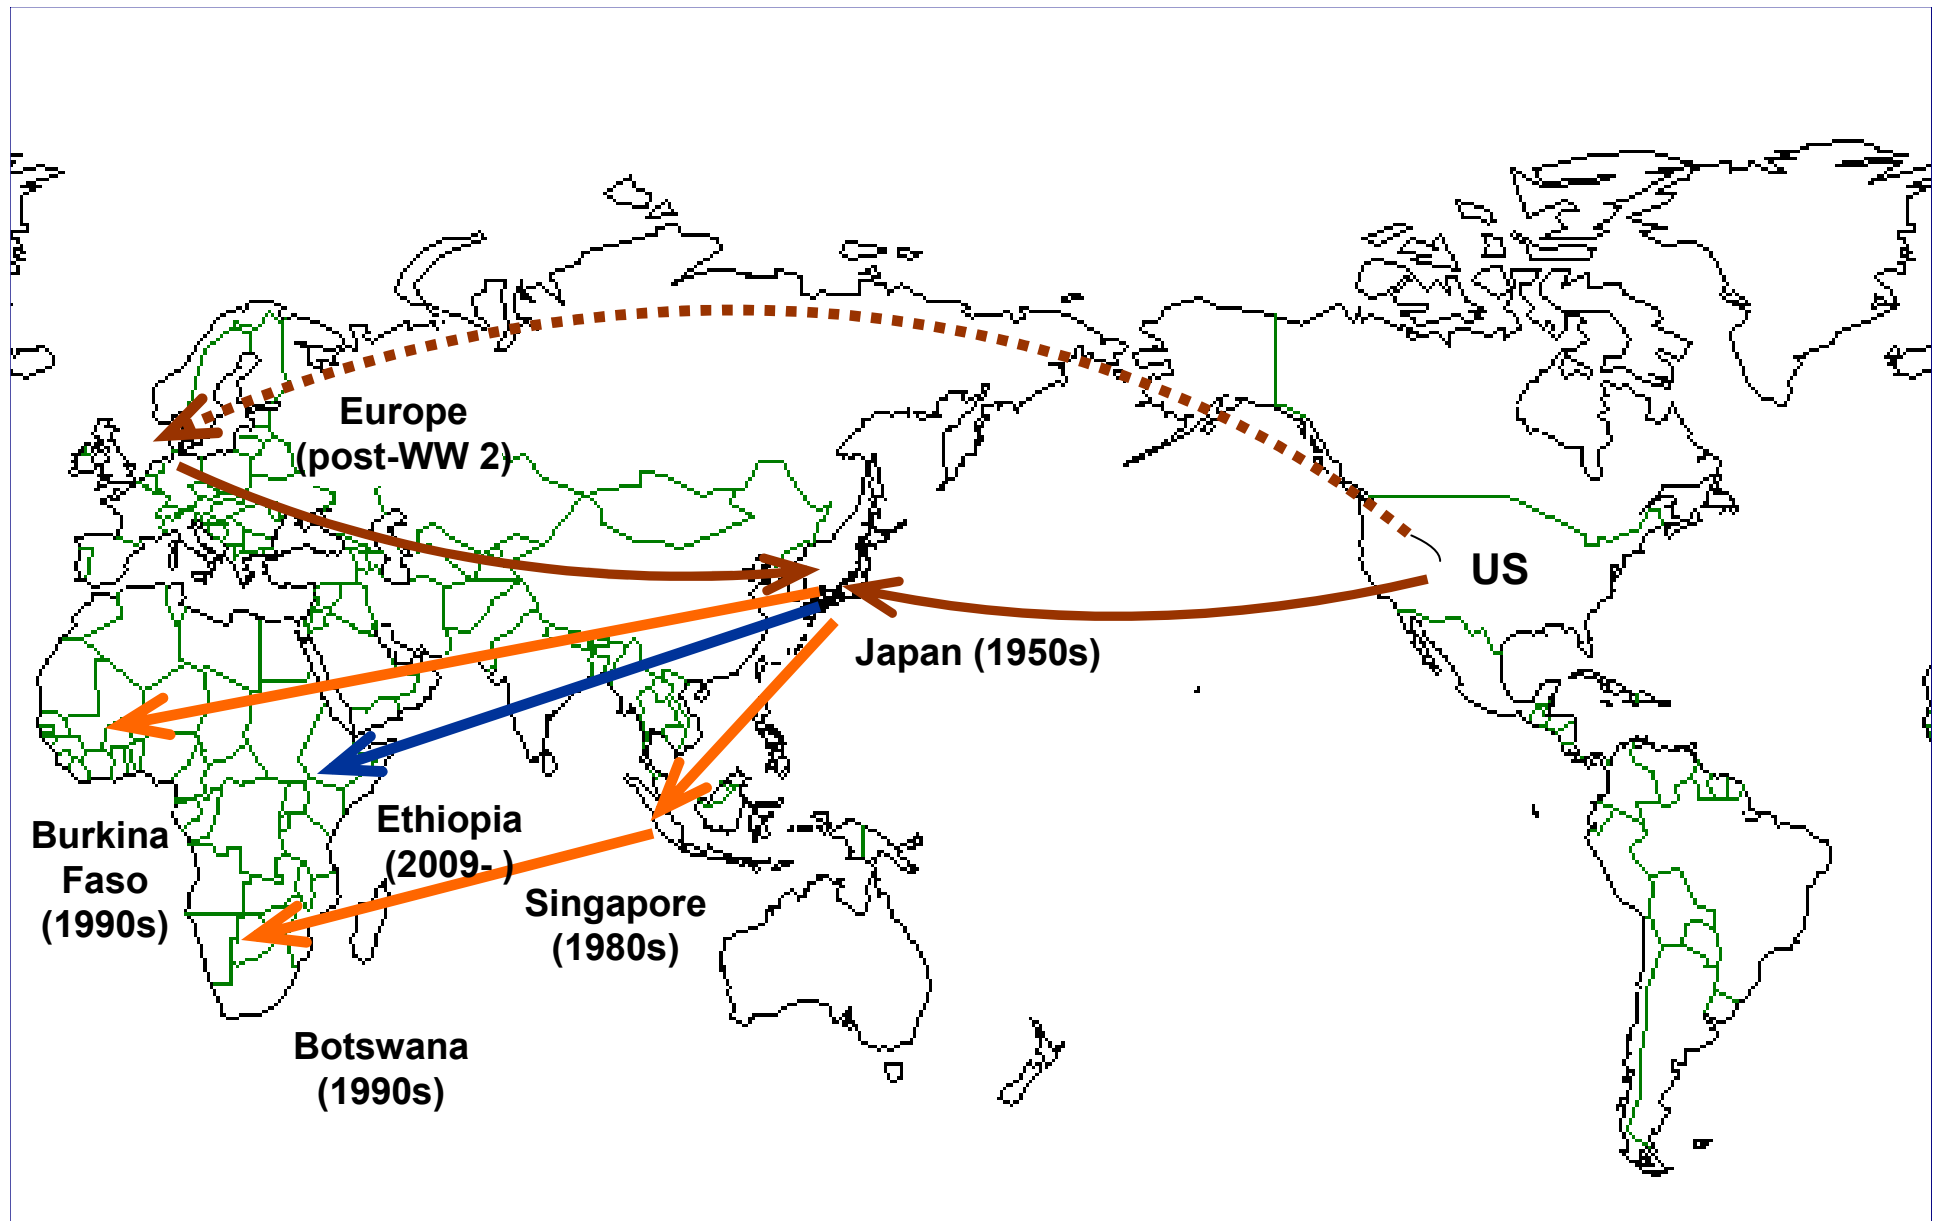 Europe
(post-WW 2)
US
Japan (1950s)
Burkina
Faso
(1990s)
Ethiopia
(2009- )
Singapore
(1980s)
Botswana
(1990s)